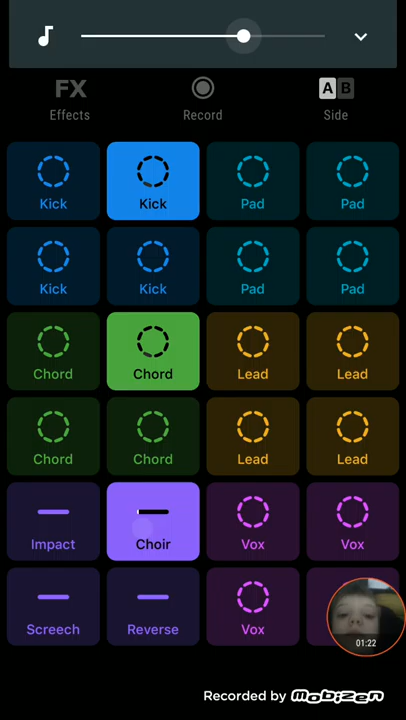 FX
A B
Effects
Record
Side
Kick
Kick
Pad
Pad
Kick
Kick
Pad
Pad
Chord
Chord
Lead
Lead
Chord
Chord
Lead
Lead
Impact
Choir
Vox
Vox
Screech
Reverse
Vox
01:22
Recorded by Mobizen